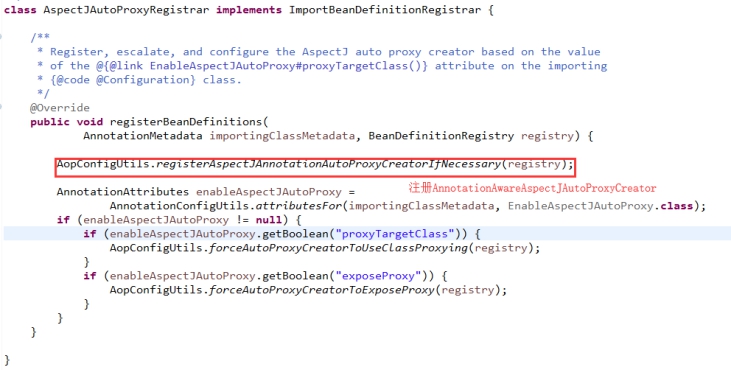 class AspectJAutoProxyRegistrar implements ImportBeanDefinitionRegistrar {
/**
* Register, escalate, and configure the AspectJ auto proxy creator based on the value
* of the @{@link EnableAspectJAutoProxy#proxyTargetClass()} attribute on the importing
* {@code @Configuration} class.
*/
@Override
public void registerBeanDefinitions(
AnnotationMetadata importingClassMetadata, BeanDefinitionRegistry registry) {
AopConfigUtils.registerAspectJAnnotationAutoProxyCreatorIfNecessary(registry);
注册AnnotationAwareAspectJAutoProxyCreator
AnnotationAttributes enableAspectJAutoProxy =
AnnotationConfigUtils.attributesFor(importingClassMetadata, EnableAspectJAutoProxy.class);
if (enableAspectJAutoProxy != null) {
if (enableAspectJAutoProxy.getBoolean("proxyTargetClass")) {
AopConfigUtils.forceAutoProxyCreatorToUseClassProxying(registry);
}
if (enableAspectJAutoProxy.getBoolean("exposeProxy")) {
AopConfigUtils.forceAutoProxyCreatorToExposeProxy(registry);
}
}
}
}